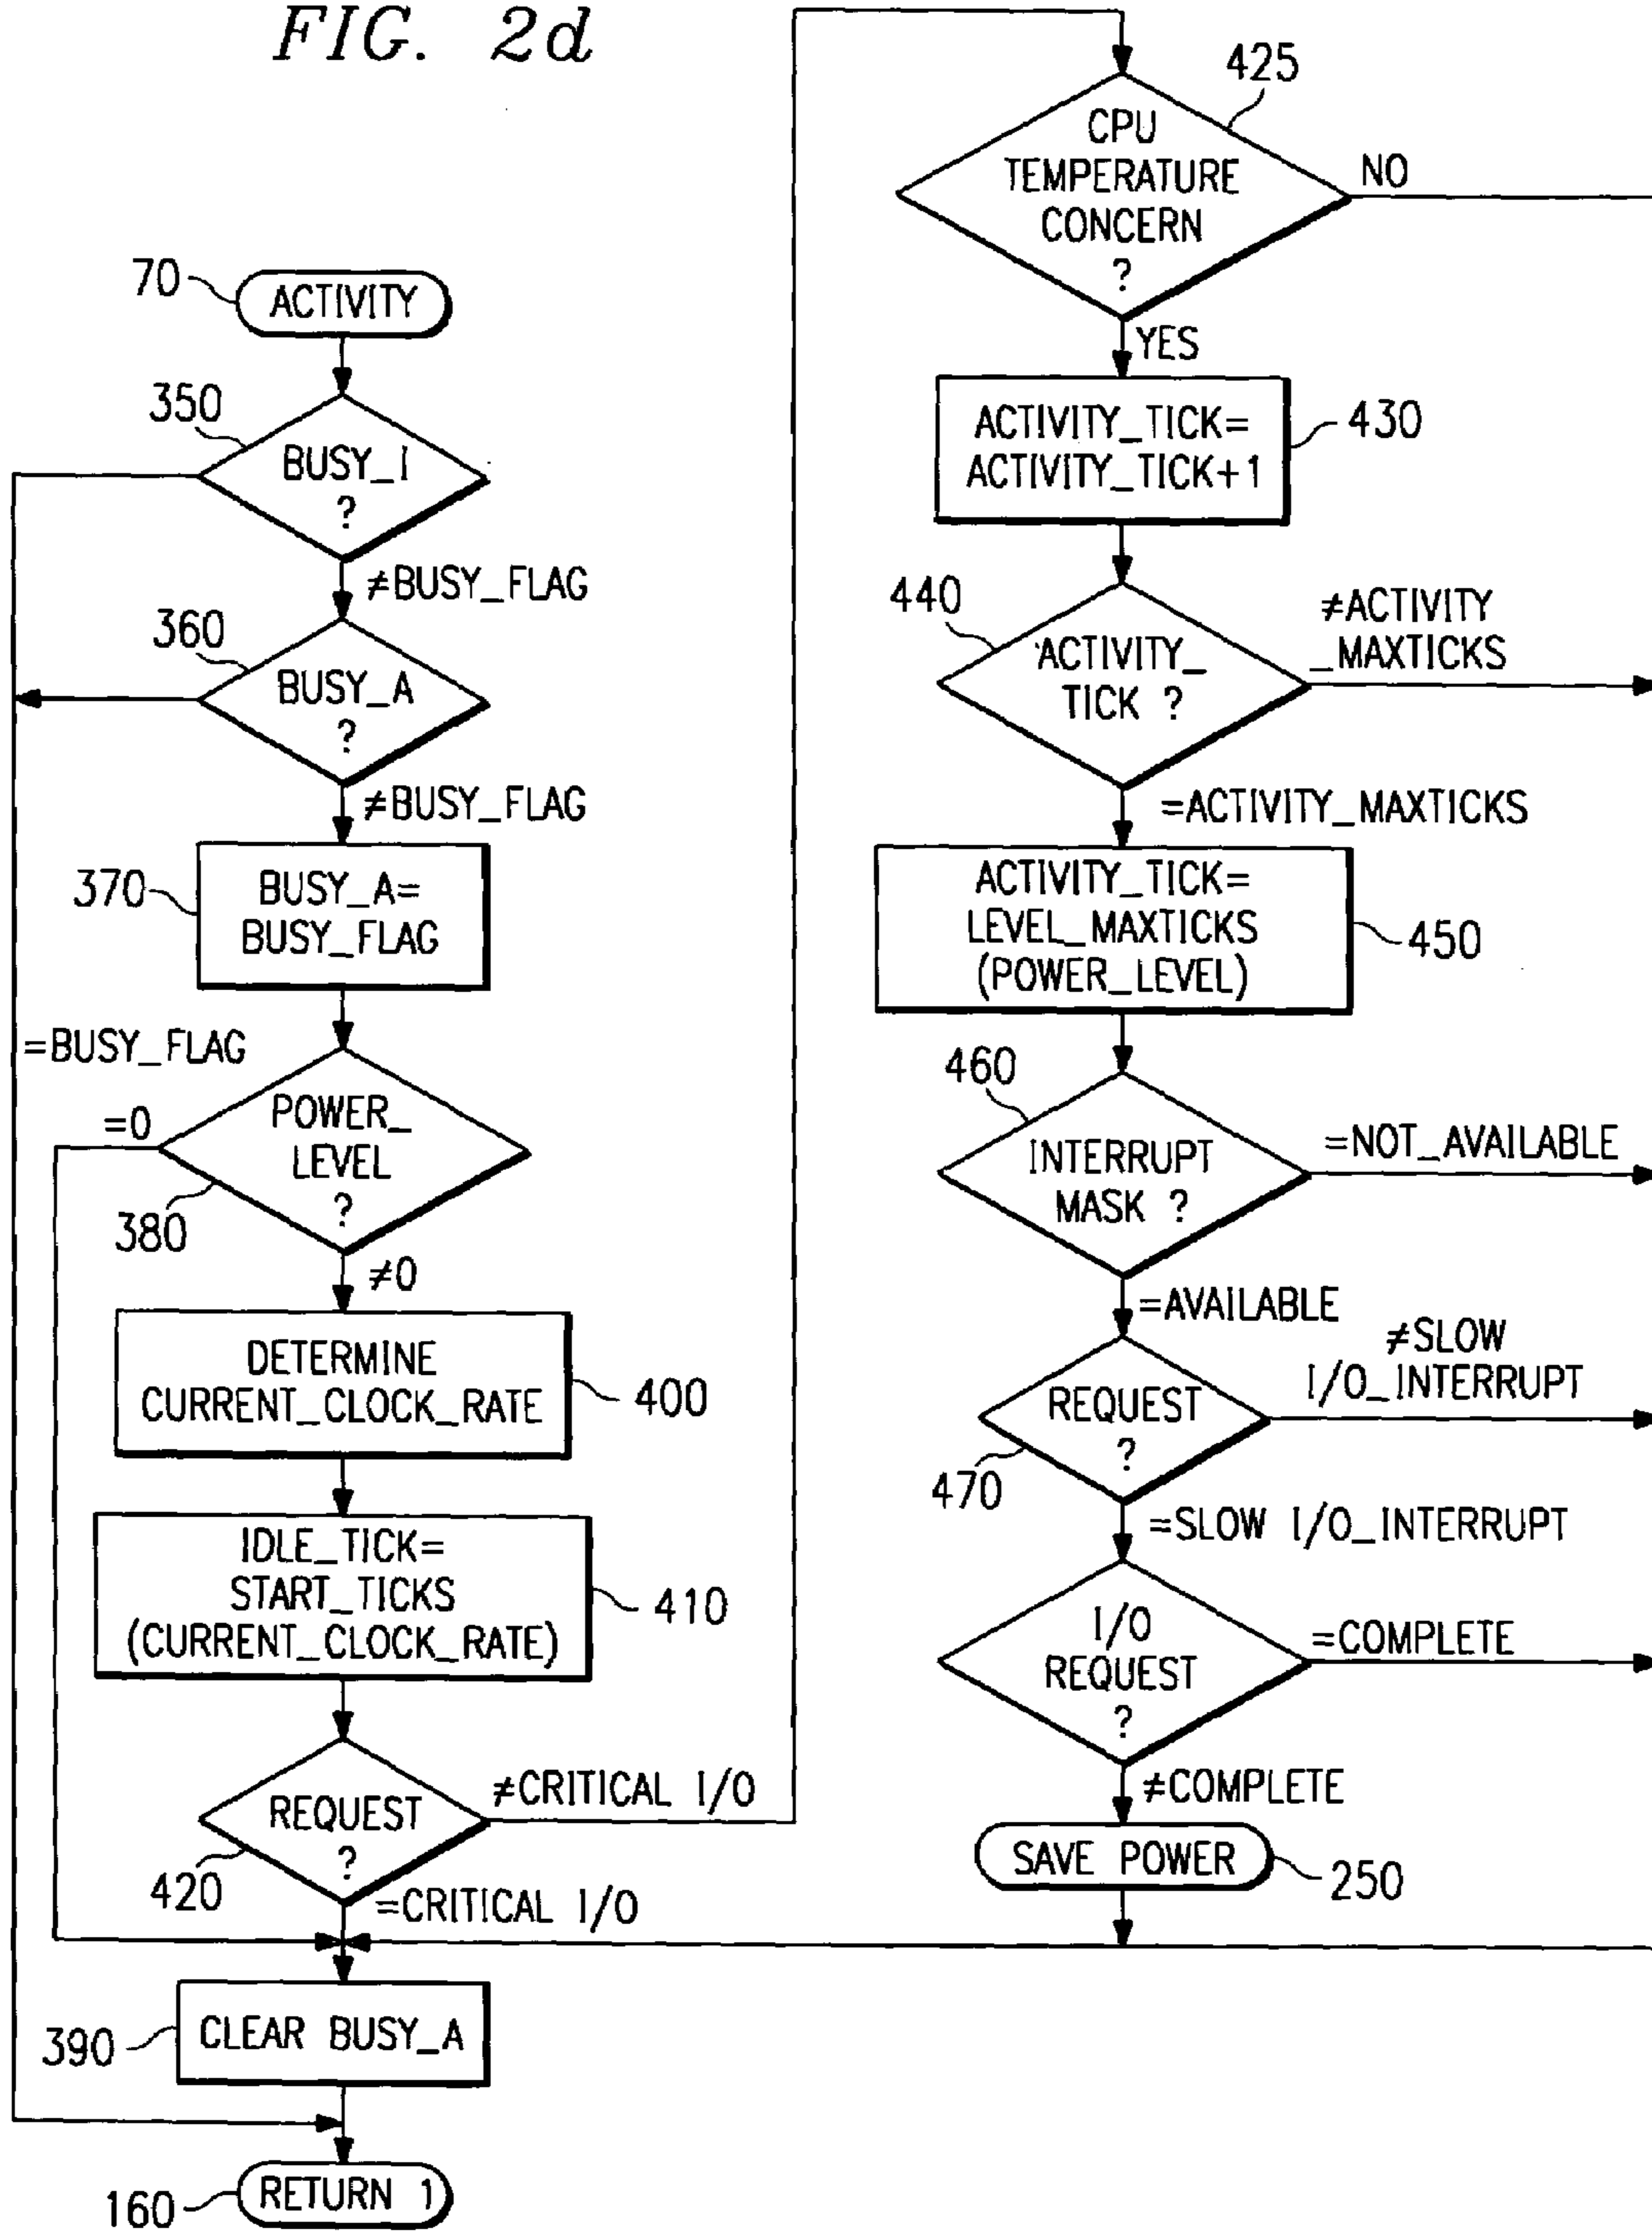 FIG. 2d
70
ACTIVITY
350
BUSY_I
?
≠BUSY_FLAG
360
BUSY_A
?
≠BUSY_FLAG
370
BUSY_A=
BUSY_FLAG
=BUSY_FLAG
=0
POWER_
LEVEL
?
380
≠0
DETERMINE
CURRENT_CLOCK_RATE
400
IDLE_TICK=
START_TICKS
(CURRENT_CLOCK_RATE)
410
REQUEST
?
420
≠CRITICAL I/O
=CRITICAL I/O
CLEAR BUSY_A
390
RETURN 1
160
425
CPU
TEMPERATURE
CONCERN
?
NO
YES
ACTIVITY_TICK=
ACTIVITY_TICK+1
430
440
ACTIVITY_
TICK ?
≠ACTIVITY
_MAXTICKS
=ACTIVITY_MAXTICKS
ACTIVITY_TICK=
LEVEL_MAXTICKS
(POWER_LEVEL)
450
460
INTERRUPT
MASK ?
=NOT_AVAILABLE
=AVAILABLE
REQUEST
?
470
≠SLOW
I/O_INTERRUPT
=SLOW I/O_INTERRUPT
I/O
REQUEST
?
=COMPLETE
≠COMPLETE
SAVE POWER
250